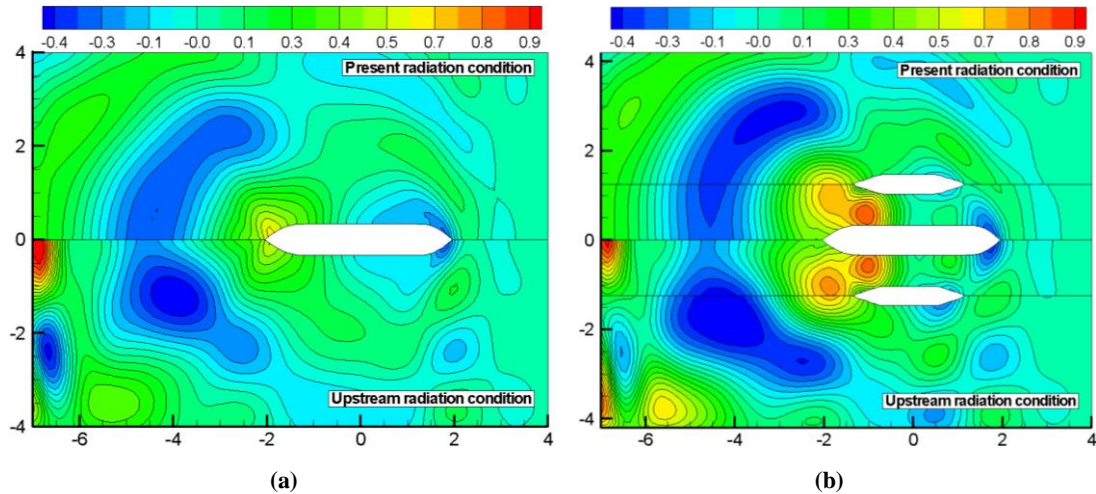 -0.4 -0.3 -0.1 -0.0 0.1 0.3 0.4 0.5 0.7 0.8 0.9
4
2
0
-2
-4
Present radiation condition
Upstream radiation condition
-6 -4 -2 0 2 4
(a)
-0.4 -0.3 -0.1 -0.0 0.1 0.3 0.4 0.5 0.7 0.8 0.9
4
2
0
-2
-4
Present radiation condition
Upstream radiation condition
-6 -4 -2 0 2 4
(b)